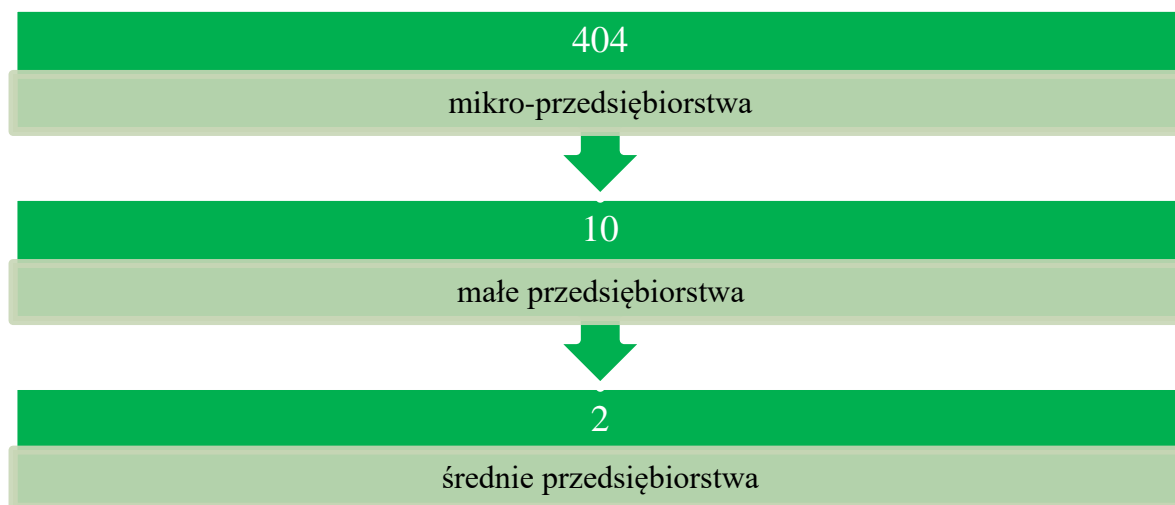 404
mikro-przedsiębiorstwa
10
małe przedsiębiorstwa
2
średnie przedsiębiorstwa